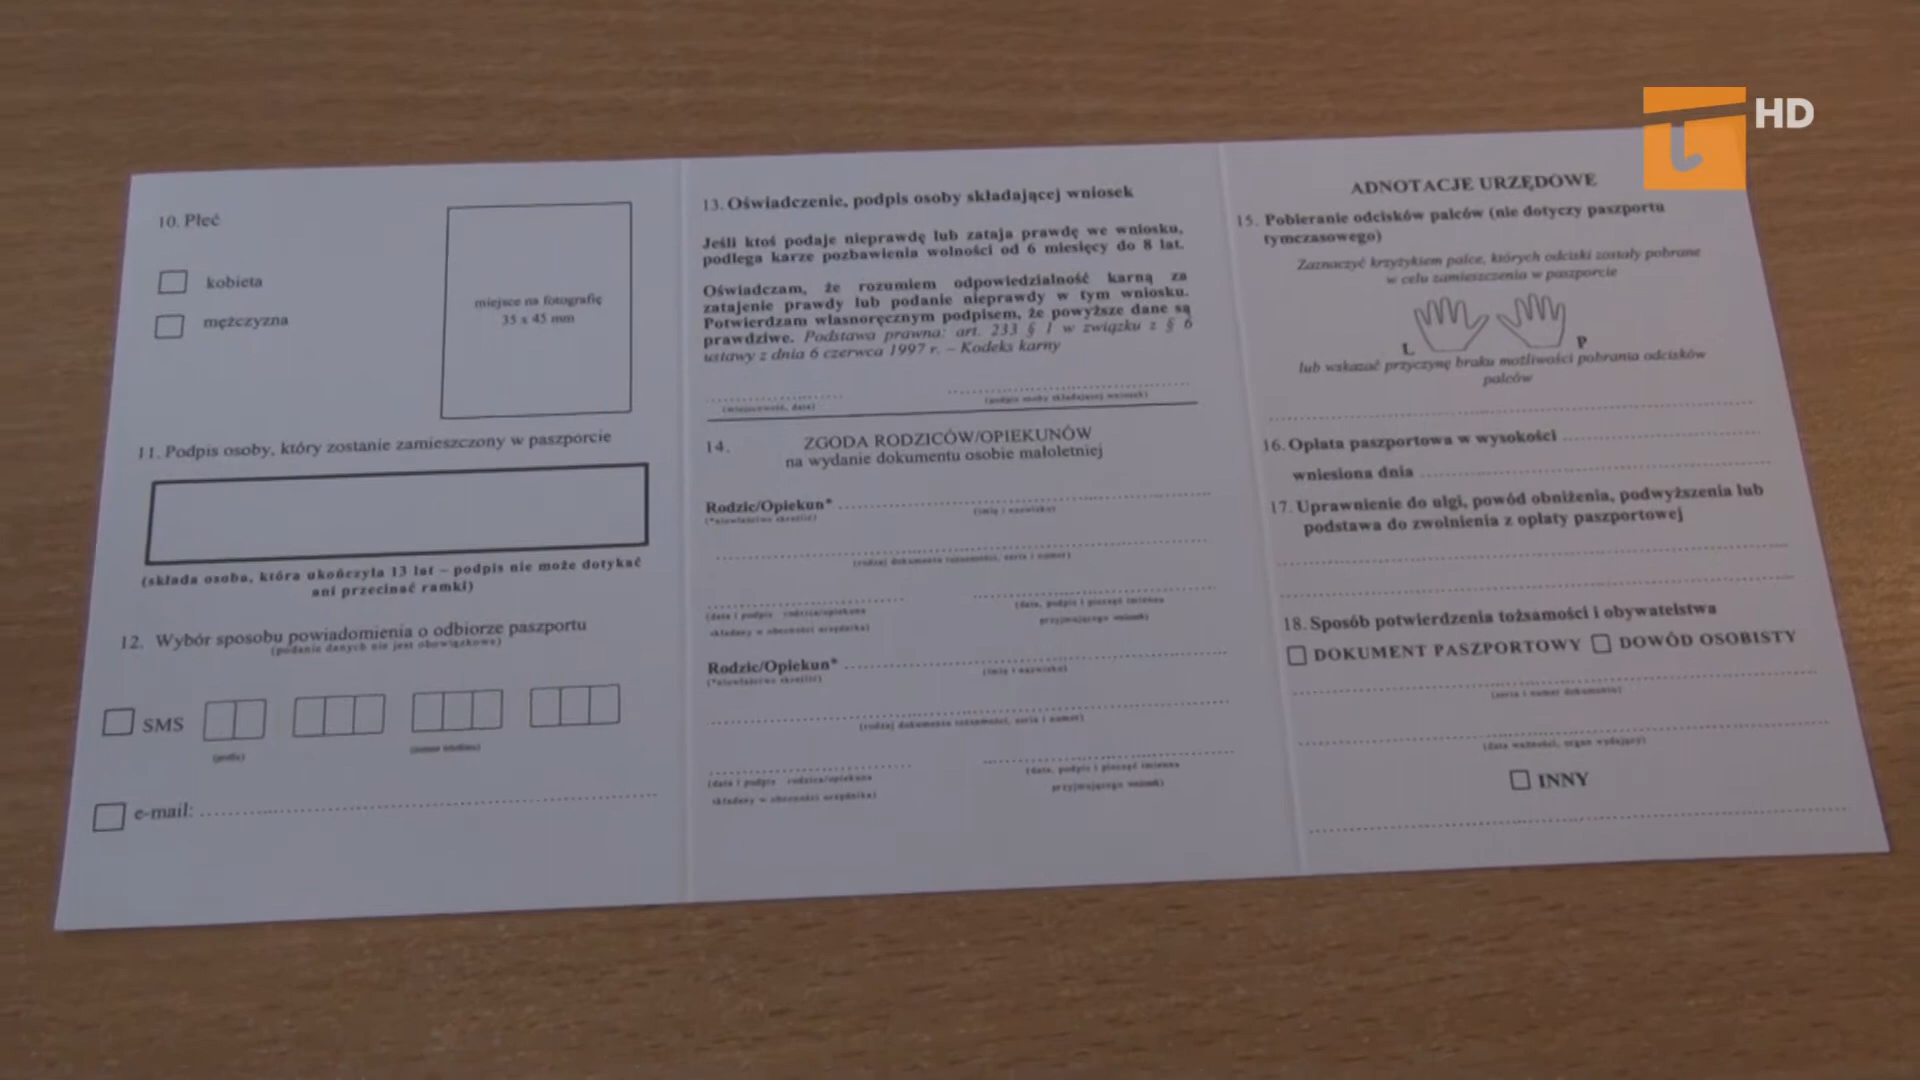 HD
10. Płeć
kobieta
mężczyzna
miejsce na fotografię
35 x 45 mm
11. Podpis osoby, który zostanie zamieszczony w paszporcie
(składa osoba, która ukończyła 13 lat – podpis nie może dotykać
ani przecinać ramki)
12. Wybór sposobu powiadomienia o odbiorze paszportu
(podanie danych nie jest obowiązkowe)
SMS
(prefix)
(numer telefonu)
e-mail:
13. Oświadczenie, podpis osoby składającej wniosek
Jeśli ktoś podaje nieprawdę lub zataja prawdę we wniosku,
podlega karze pozbawienia wolności od 6 miesięcy do 8 lat.
Oświadczam, że rozumiem odpowiedzialność karną za
zatajenie prawdy lub podanie nieprawdy w tym wniosku.
Potwierdzam własnoręcznym podpisem, że powyższe dane są
prawdziwe. Podstawa prawna: art. 233 § 1 w związku z § 6
ustawy z dnia 6 czerwca 1997 r. – Kodeks karny
(miejscowość, data)
(podpis osoby składającej wniosek)
14. ZGODA RODZICÓW/OPIEKUNÓW
na wydanie dokumentu osobie małoletniej
Rodzic/Opiekun*
(*niewłaściwe skreślić)
(imię i nazwisko)
(rodzaj dokumentu tożsamości, seria i numer)
(data i podpis rodzica/opiekuna
składany w obecności urzędnika)
(data, podpis i pieczęć imienna
przyjmującego wniosek)
Rodzic/Opiekun*
(*niewłaściwe skreślić)
(imię i nazwisko)
(rodzaj dokumentu tożsamości, seria i numer)
(data i podpis rodzica/opiekuna
składany w obecności urzędnika)
(data, podpis i pieczęć imienna
przyjmującego wniosek)
ADNOTACJE URZĘDOWE
15. Pobieranie odcisków palców (nie dotyczy paszportu
tymczasowego)
Zaznaczyć krzyżykiem palce, których odciski zostały pobrane
w celu zamieszczenia w paszporcie
L P
lub wskazać przyczynę braku możliwości pobrania odcisków
palców
16. Opłata paszportowa w wysokości
wniesiona dnia
17. Uprawnienie do ulgi, powód obniżenia, podwyższenia lub
podstawa do zwolnienia z opłaty paszportowej
18. Sposób potwierdzenia tożsamości i obywatelstwa
DOKUMENT PASZPORTOWY DOWÓD OSOBISTY
(seria i numer dokumentu)
(data ważności, organ wydający)
INNY